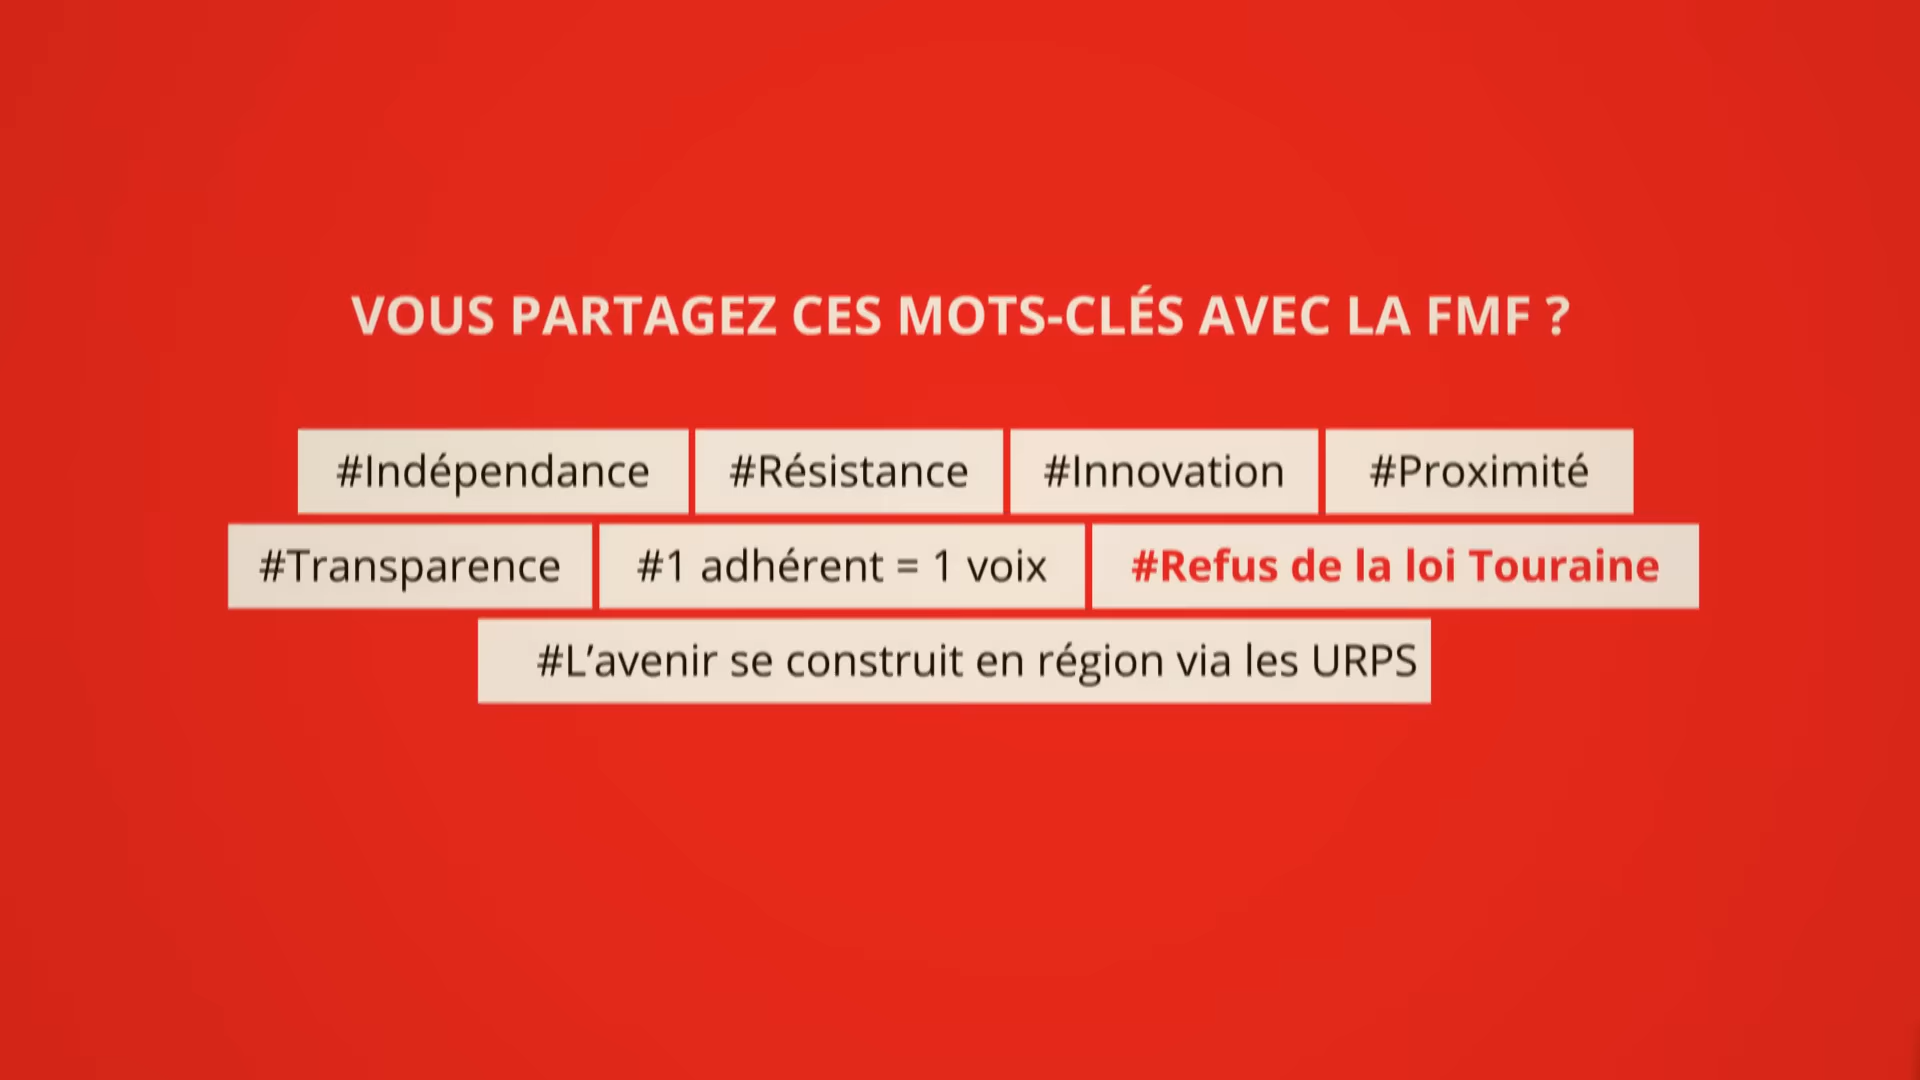 VOUS PARTAGEZ CES MOTS-CLÉS AVEC LA FMF ?
#Indépendance #Résistance #Innovation #Proximité
#Transparence #1 adhérent = 1 voix #Refus de la loi Touraine
#L’avenir se construit en région via les URPS